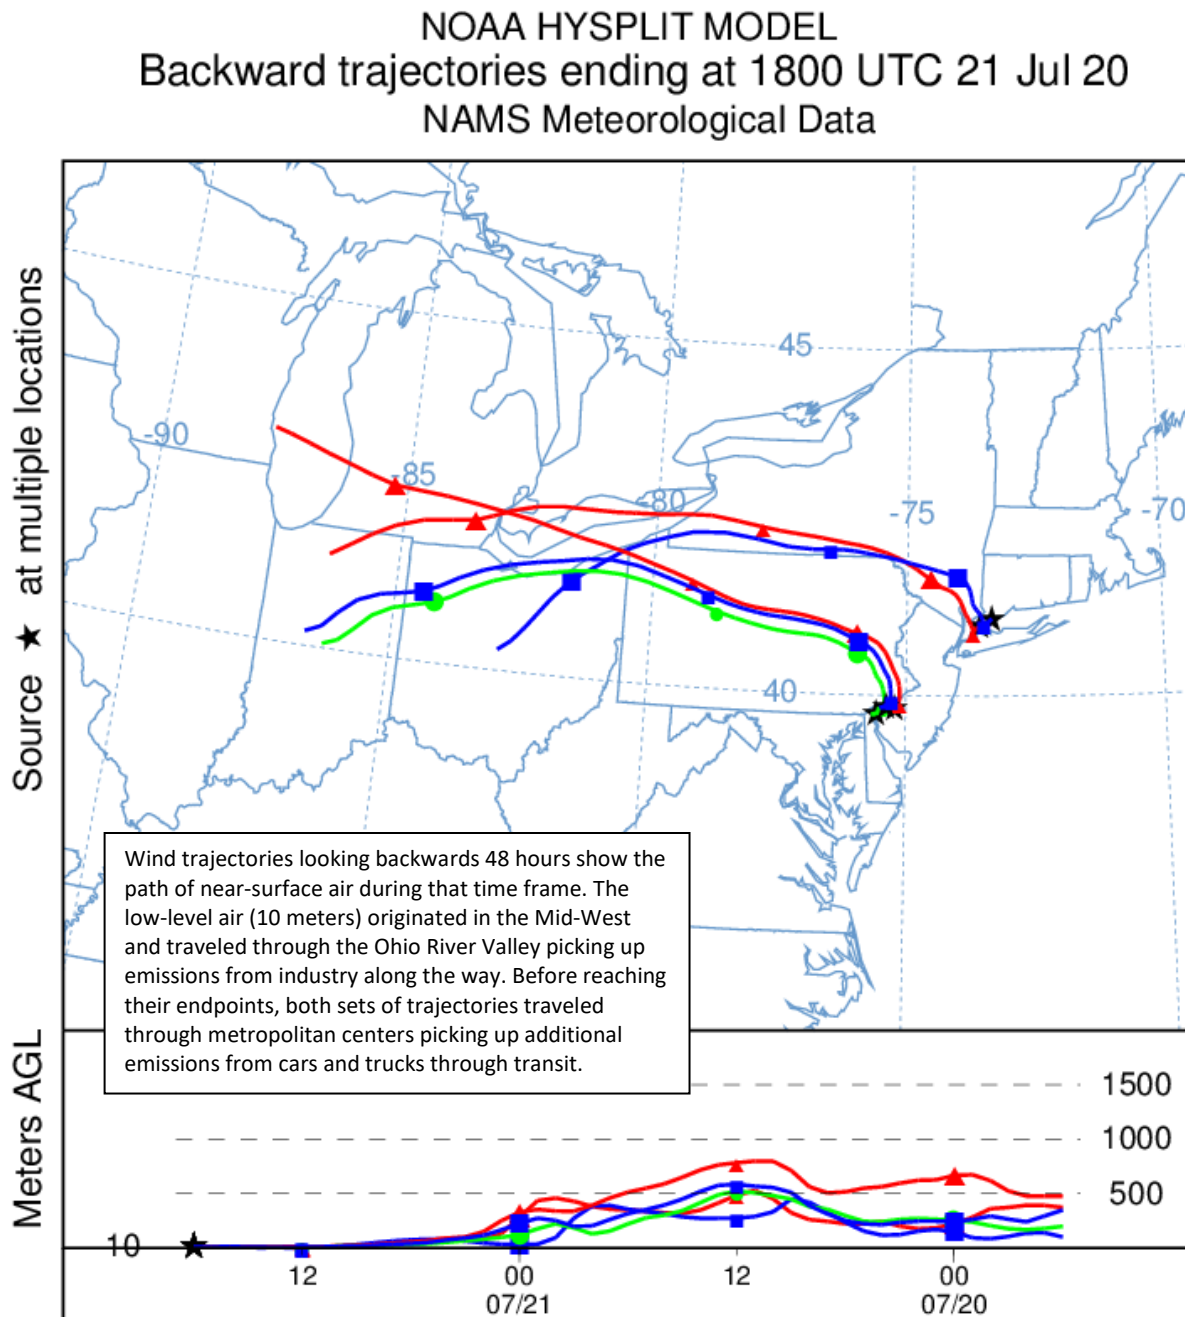 NOAA HYSPLIT MODEL
Backward trajectories ending at 1800 UTC 21 Jul 20
NAMS Meteorological Data
Source ★ at multiple locations
45
-90
-85
-80
-75
-70
40
Wind trajectories looking backwards 48 hours show the
path of near-surface air during that time frame. The
low-level air (10 meters) originated in the Mid-West
and traveled through the Ohio River Valley picking up
emissions from industry along the way. Before reaching
their endpoints, both sets of trajectories traveled
through metropolitan centers picking up additional
emissions from cars and trucks through transit.
Meters AGL
1500
1000
500
10
12 00 12 00
07/21 07/20